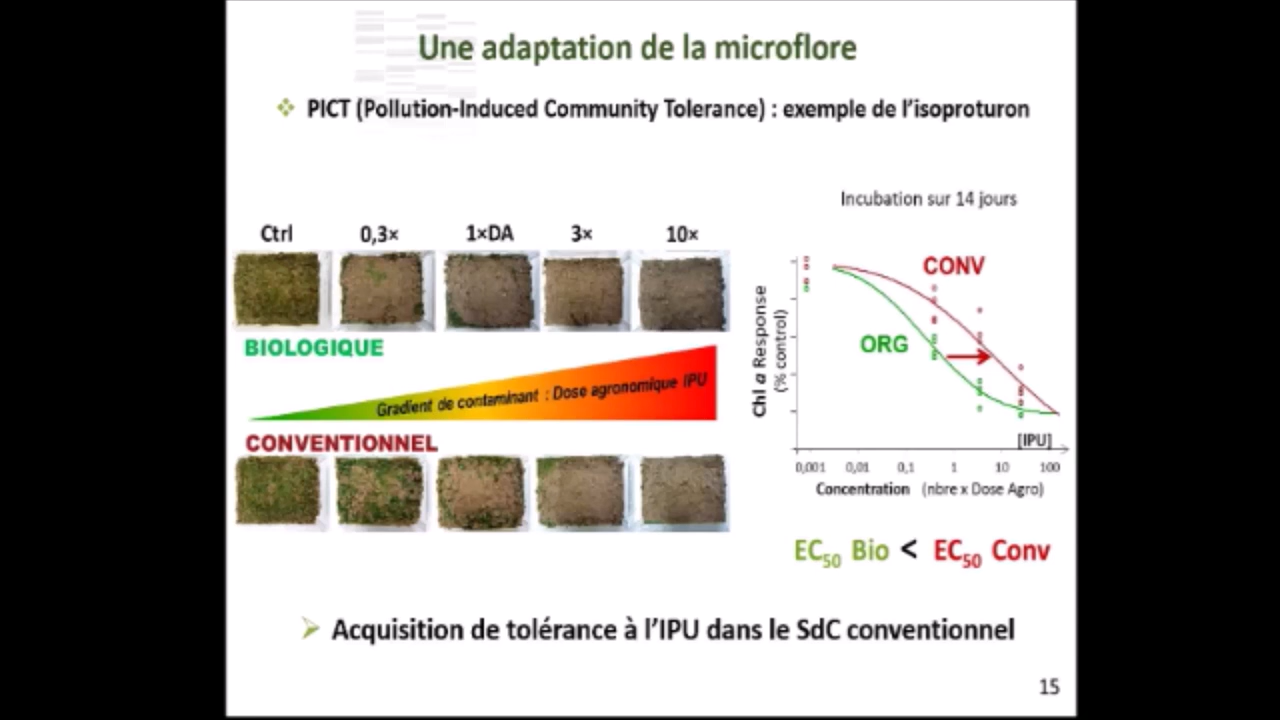 Une adaptation de la microflore
PICT (Pollution-Induced Community Tolerance) : exemple de l'isoproturon
Ctrl 0,3× 1×DA 3× 10×
BIOLOGIQUE
Gradient de contaminant : Dose agronomique IPU
CONVENTIONNEL
Incubation sur 14 jours
CONV
ORG
Chl a Response
(% control)
[IPU]
0,001 0,01 0,1 1 10 100
Concentration (nbre x Dose Agro)
EC50 Bio < EC50 Conv
Acquisition de tolérance à l'IPU dans le SdC conventionnel
15